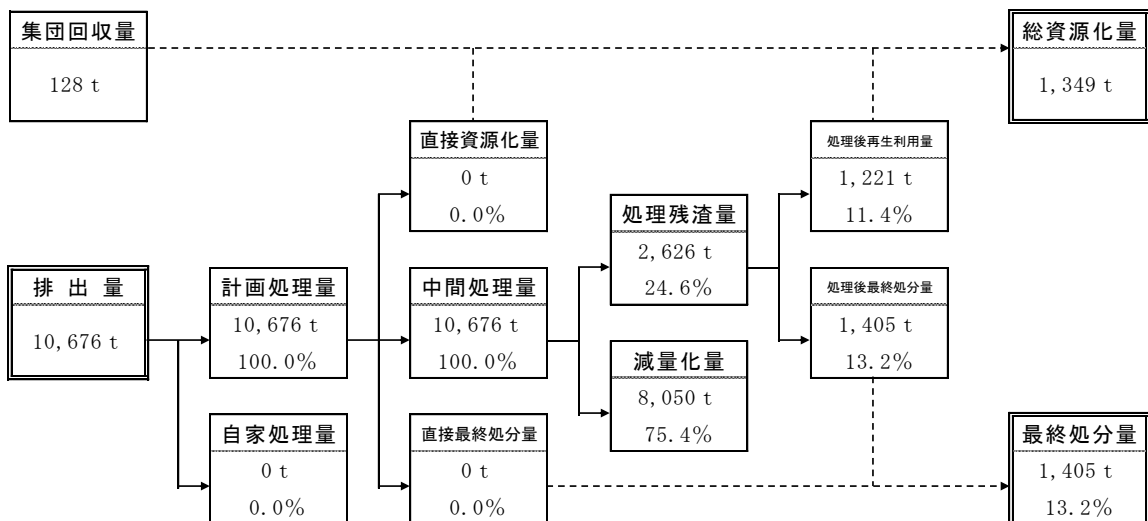 集団回収量
128 t
総資源化量
1,349 t
直接資源化量
0 t
0.0%
処理後再生利用量
1,221 t
11.4%
処理残渣量
2,626 t
24.6%
排 出 量
10,676 t
計画処理量
10,676 t
100.0%
中間処理量
10,676 t
100.0%
処理後最終処分量
1,405 t
13.2%
減量化量
8,050 t
75.4%
自家処理量
0 t
0.0%
直接最終処分量
0 t
0.0%
最終処分量
1,405 t
13.2%